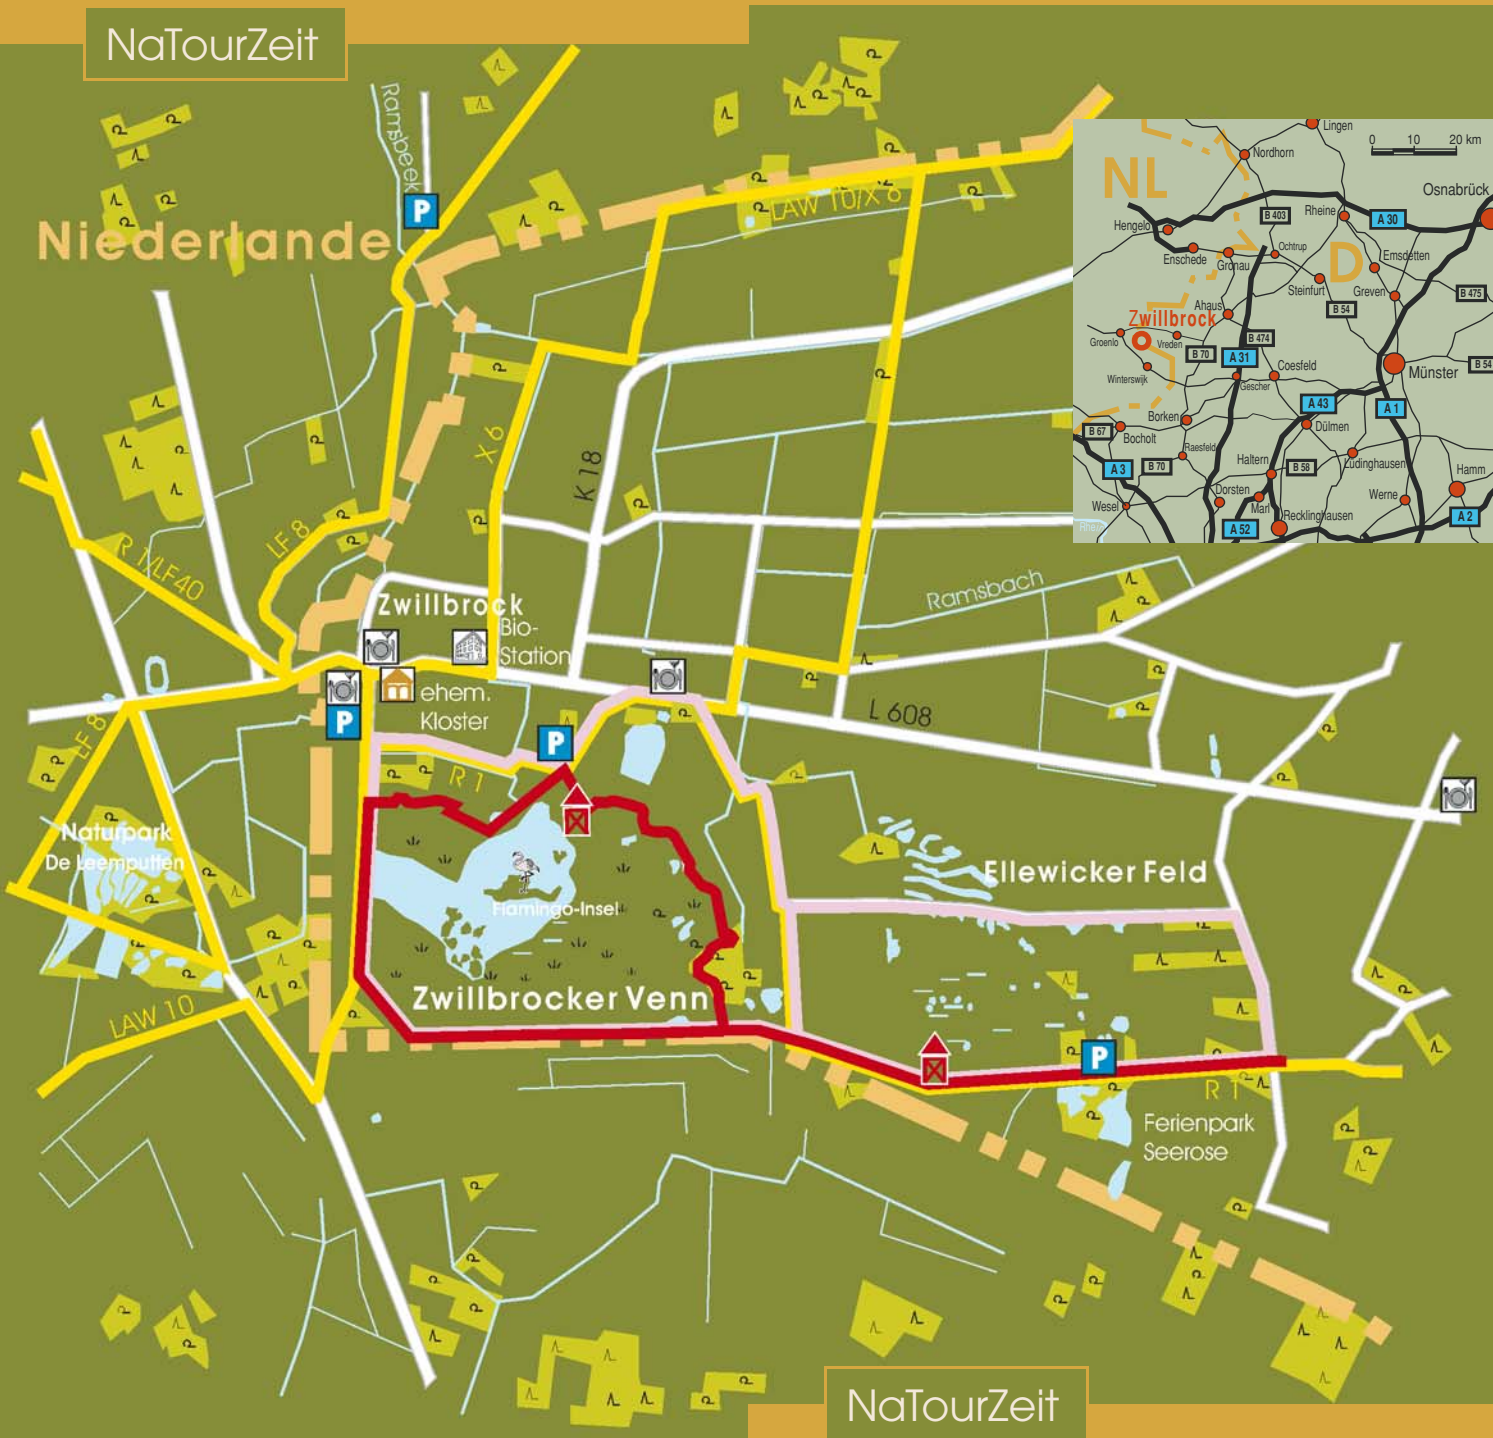 NaTourZeit
Ramsbeek
P
Niederlande
LAW 10/X 6
X 6
K 18
LF 8
R 1/LF40
Zwillbrock
Bio-
Station
ehem.
Kloster
P
P
R 1
LF 8
L 608
Ramsbach
Naturpark
De Leemputten
Flamingo-Insel
Ellewicker Feld
Zwillbrocker Venn
LAW 10
P
R 1
Ferienpark
Seerose
NaTourZeit
Lingen
0 10 20 km
Nordhorn
NL
Osnabrück
Hengelo
B 403
Rheine
A 30
Enschede
Gronau
Ochtrup
D
Emsdetten
Steinfurt
Greven
B 475
Ahaus
B 54
Zwillbrock
Groenlo
Vreden
B 474
B 70
A 31
Winterswijk
Gescher
Coesfeld
Münster
B 54
A 43
A 1
Borken
B 67
Bocholt
Dülmen
Raesfeld
A 3
B 70
Haltern
B 58
Lüdinghausen
Hamm
Wesel
Dorsten
Marl
Werne
Recklinghausen
A 2
Rhein
A 52